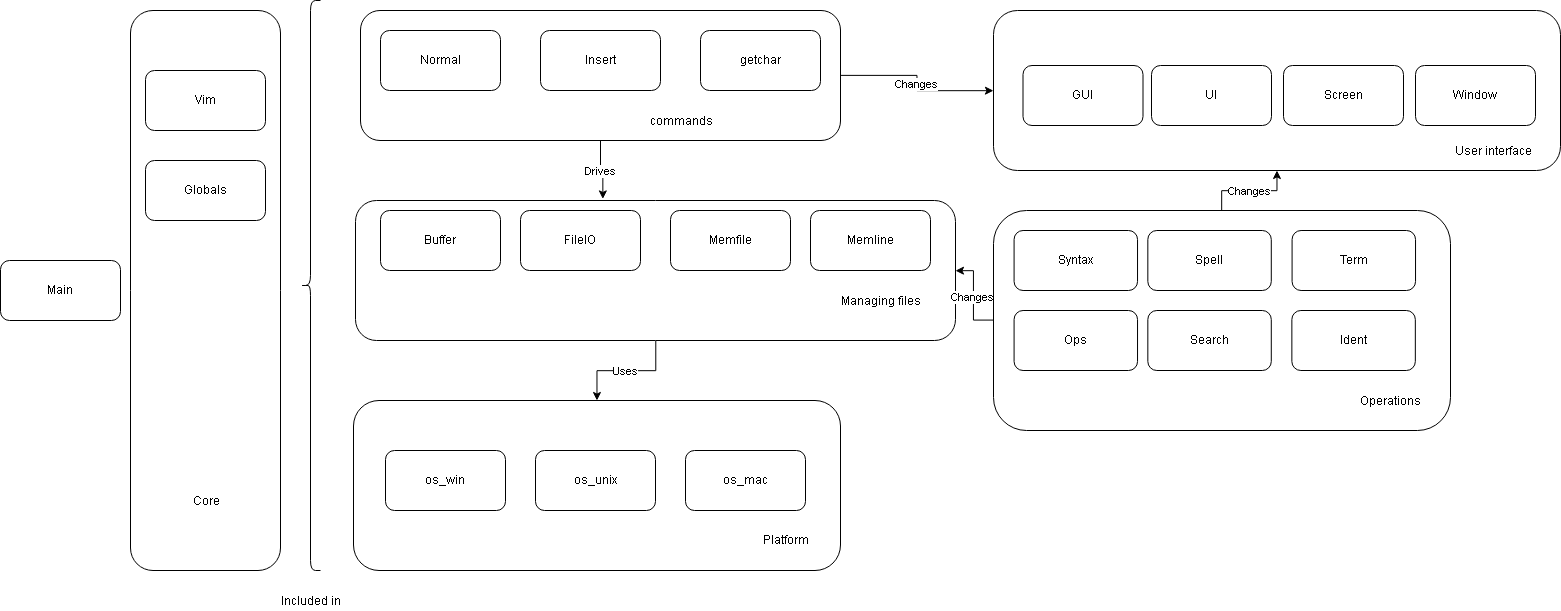 Main
Vim
Globals
Core
Included in
Normal
Insert
getchar
commands
Changes
GUI
UI
Screen
Window
User interface
Drives
Changes
Buffer
FileIO
Memfile
Memline
Managing files
Changes
Syntax
Spell
Term
Ops
Search
Ident
Operations
Uses
os_win
os_unix
os_mac
Platform